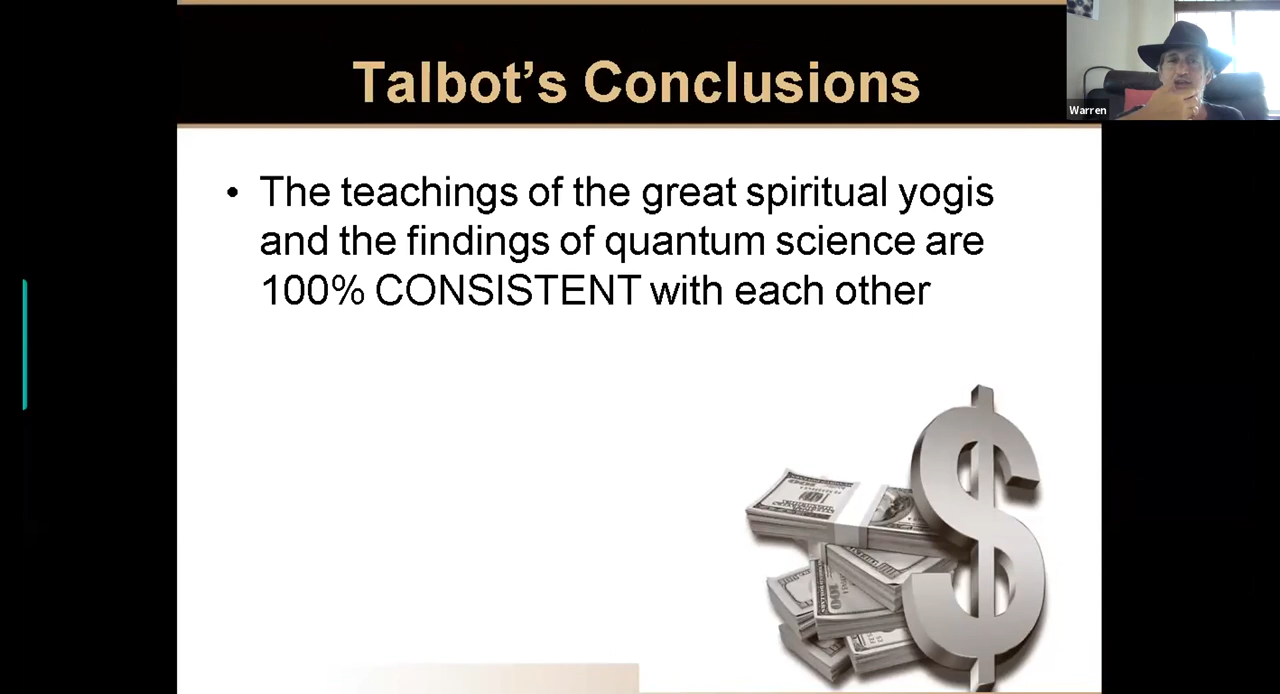 Talbot's Conclusions
Warren
• The teachings of the great spiritual yogis
and the findings of quantum science are
100% CONSISTENT with each other
$
100